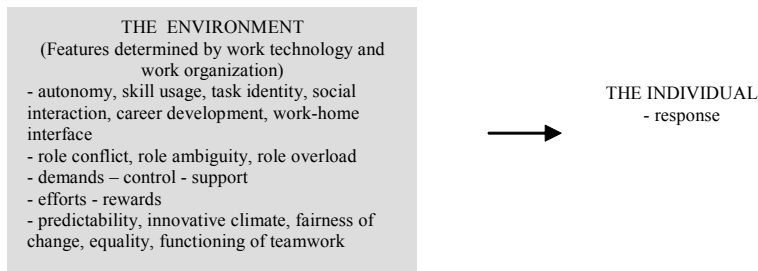 THE ENVIRONMENT
(Features determined by work technology and
work organization)
- autonomy, skill usage, task identity, social
interaction, career development, work-home
interface
- role conflict, role ambiguity, role overload
- demands – control - support
- efforts - rewards
- predictability, innovative climate, fairness of
change, equality, functioning of teamwork
THE INDIVIDUAL
- response